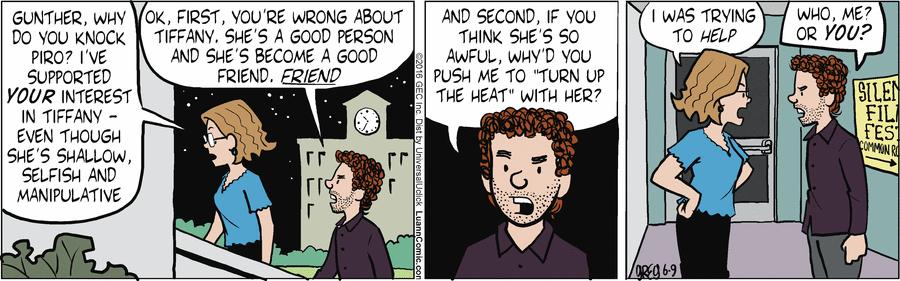 GUNTHER, WHY
DO YOU KNOCK
PIRO? I'VE
SUPPORTED
YOUR INTEREST
IN TIFFANY -
EVEN THOUGH
SHE'S SHALLOW,
SELFISH AND
MANIPULATIVE
OK, FIRST, YOU'RE WRONG ABOUT
TIFFANY. SHE'S A GOOD PERSON
AND SHE'S BECOME A GOOD
FRIEND. FRIEND
©2016 GEC Inc. Dist by UniversalUclick LuannComic.com
AND SECOND, IF YOU
THINK SHE'S SO
AWFUL, WHY'D YOU
PUSH ME TO "TURN UP
THE HEAT" WITH HER?
I WAS TRYING
TO HELP
WHO, ME?
OR YOU?
SILEN
FIL
FEST
COMMON RO
GREG 6-9